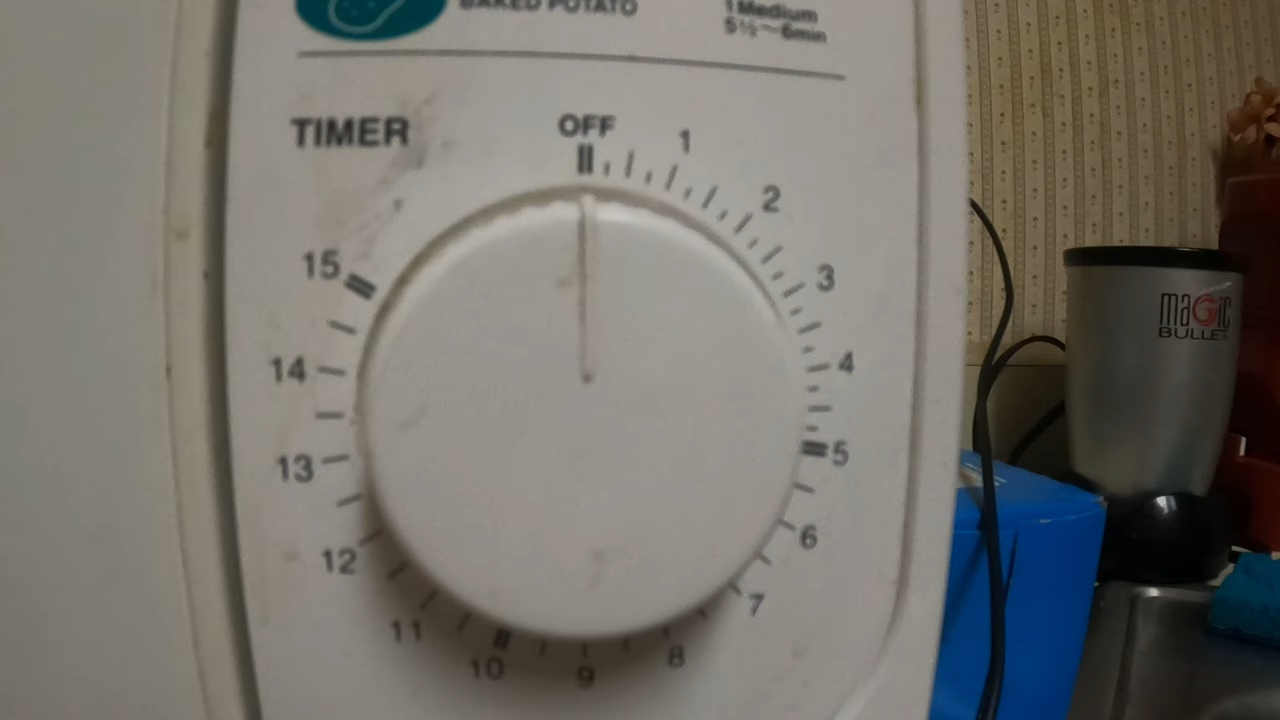 BAKED POTATO
1 Medium
5½~6min
TIMER
OFF
1
2
3
4
5
6
7
8
9
10
11
12
13
14
15
magic
BULLET